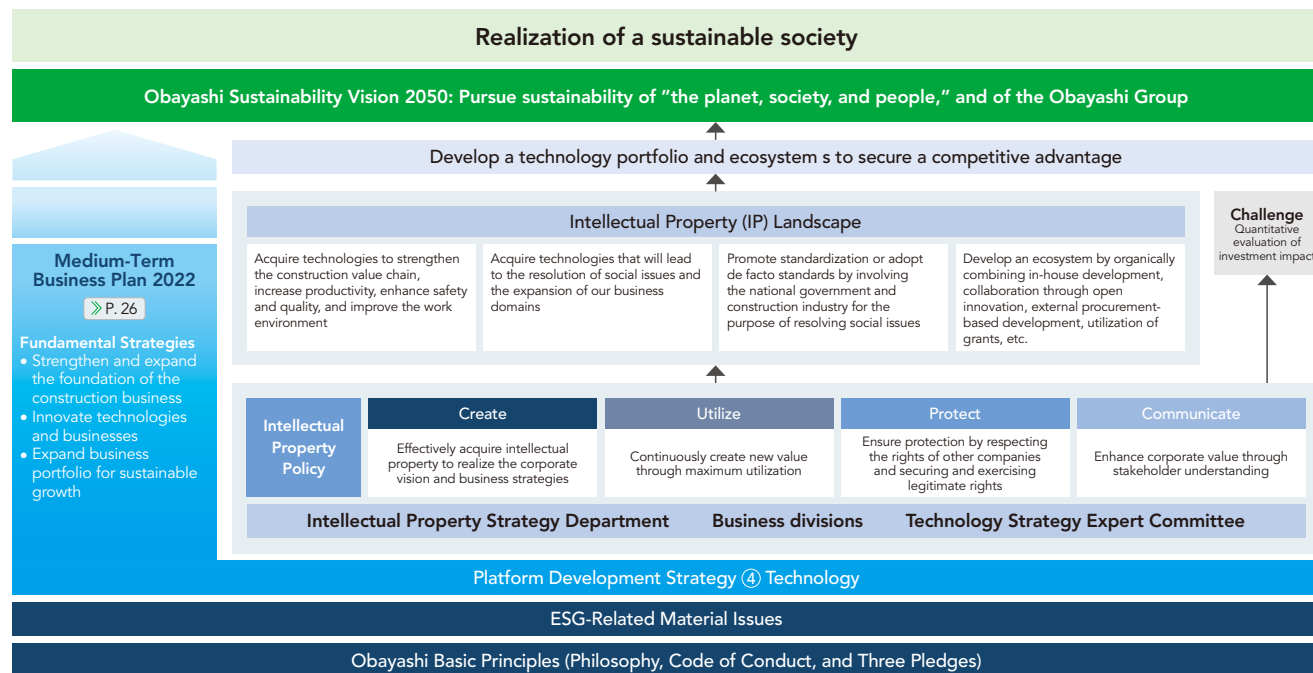 Realization of a sustainable society
Obayashi Sustainability Vision 2050: Pursue sustainability of “the planet, society, and people,” and of the Obayashi Group
Develop a technology portfolio and ecosystem s to secure a competitive advantage
Medium-Term
Business Plan 2022
≫ P. 26
Fundamental Strategies
• Strengthen and expand
the foundation of the
construction business
• Innovate technologies
and businesses
• Expand business
portfolio for sustainable
growth
Intellectual Property (IP) Landscape
Acquire technologies to strengthen
the construction value chain,
increase productivity, enhance safety
and quality, and improve the work
environment
Acquire technologies that will lead
to the resolution of social issues and
the expansion of our business
domains
Promote standardization or adopt
de facto standards by involving
the national government and
construction industry for the
purpose of resolving social issues
Develop an ecosystem by organically
combining in-house development,
collaboration through open
innovation, external procurement-
based development, utilization of
grants, etc.
Challenge
Quantitative
evaluation of
investment impact
Intellectual
Property
Policy
Create
Effectively acquire intellectual
property to realize the corporate
vision and business strategies
Utilize
Continuously create new value
through maximum utilization
Protect
Ensure protection by respecting
the rights of other companies
and securing and exercising
legitimate rights
Communicate
Enhance corporate value through
stakeholder understanding
Intellectual Property Strategy Department Business divisions Technology Strategy Expert Committee
Platform Development Strategy ④ Technology
ESG-Related Material Issues
Obayashi Basic Principles (Philosophy, Code of Conduct, and Three Pledges)